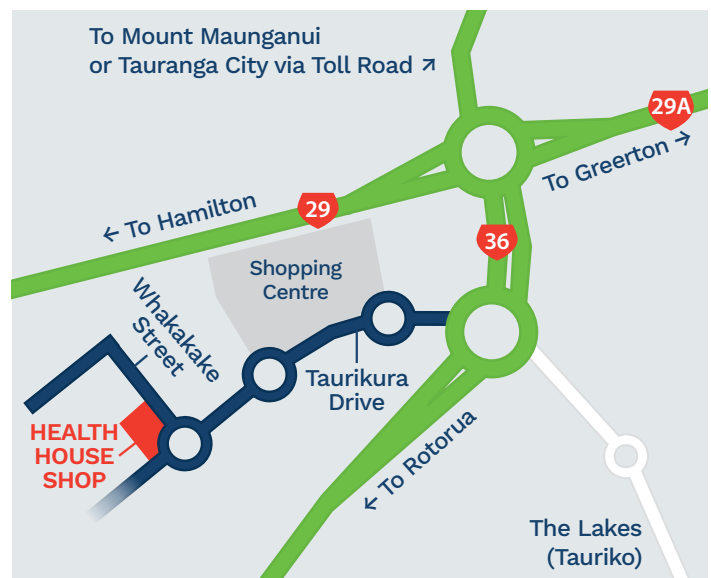 To Mount Maunganui
or Tauranga City via Toll Road ↗
29A
To Greerton →
← To Hamilton
29
36
Shopping
Centre
Whakakake
Street
Taurikura
Drive
HEALTH
HOUSE
SHOP
← To Rotorua
The Lakes
(Tauriko)